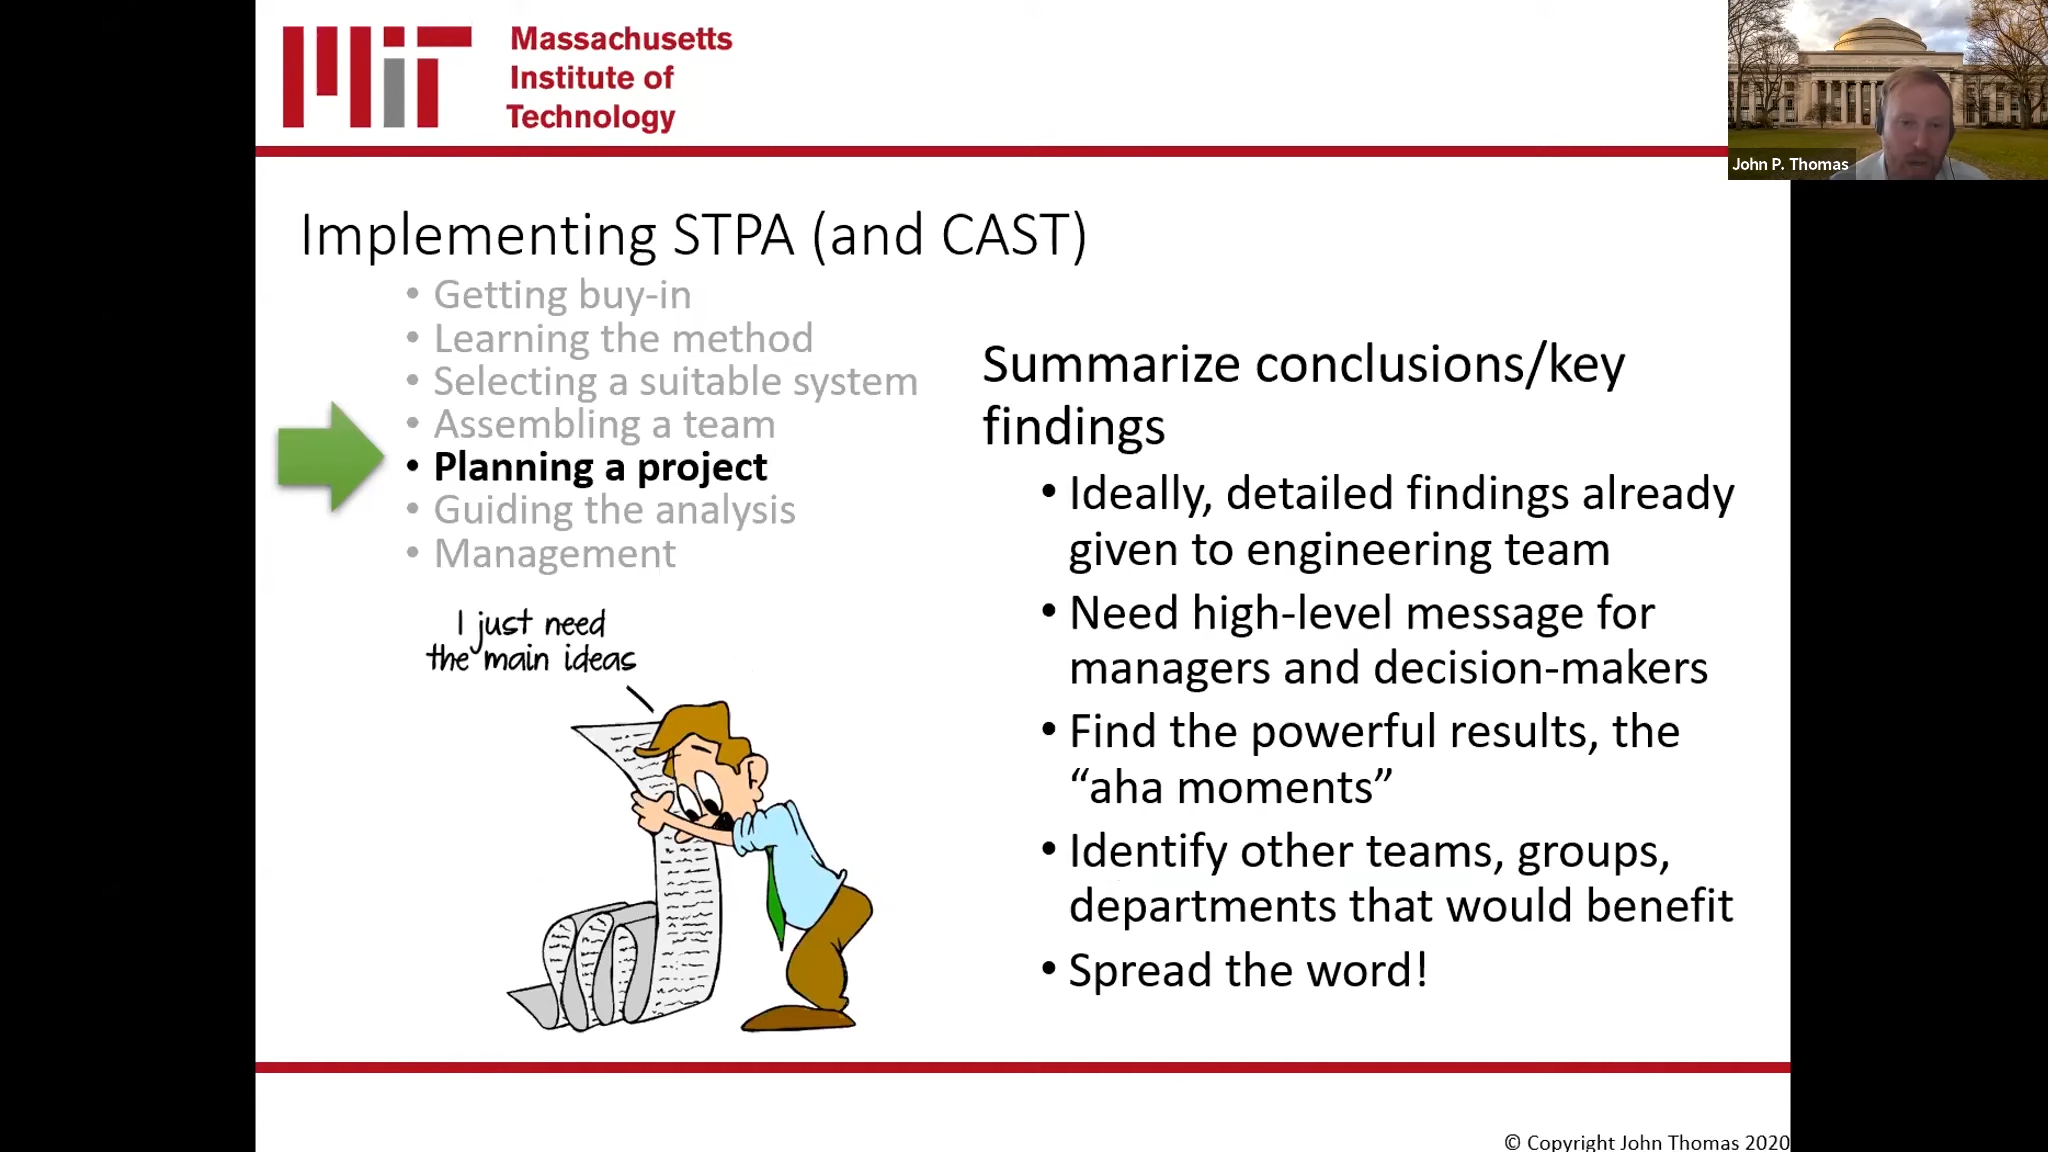 Massachusetts
Institute of
Technology
John P. Thomas
Implementing STPA (and CAST)
• Getting buy-in
• Learning the method
• Selecting a suitable system
• Assembling a team
• Planning a project
• Guiding the analysis
• Management
I just need
the main ideas
Summarize conclusions/key
findings
• Ideally, detailed findings already
given to engineering team
• Need high-level message for
managers and decision-makers
• Find the powerful results, the
“aha moments”
• Identify other teams, groups,
departments that would benefit
• Spread the word!
© Copyright John Thomas 2020